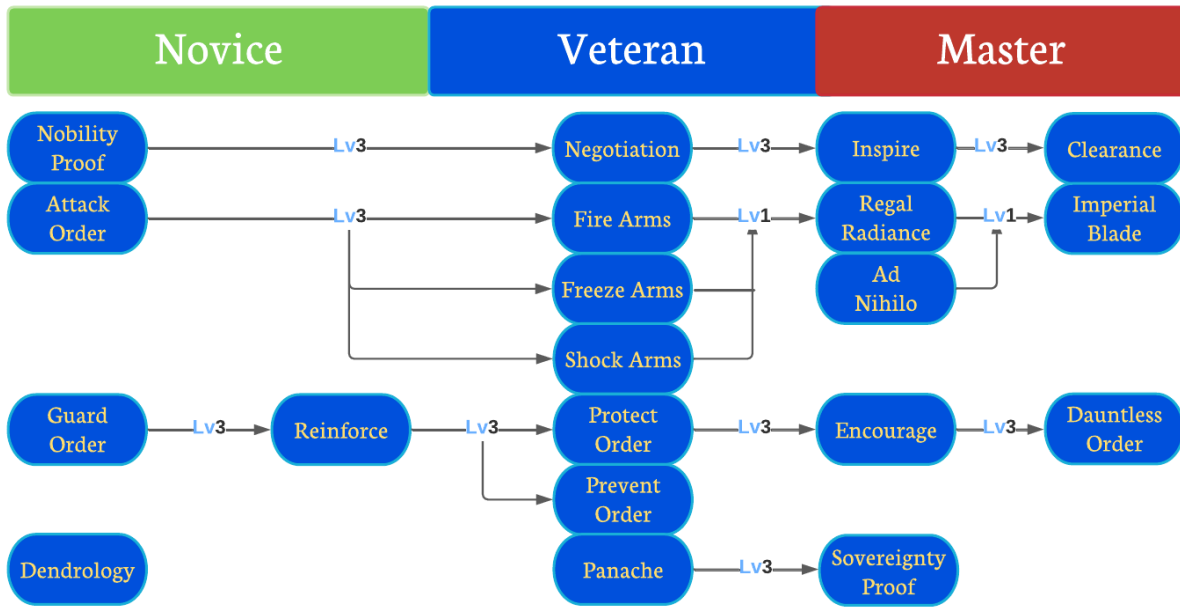 Novice
Veteran
Master
Nobility
Proof
Lv3
Negotiation
Lv3
Inspire
Lv3
Clearance
Attack
Order
Lv3
Fire Arms
Lv1
Regal
Radiance
Lv1
Imperial
Blade
Freeze Arms
Ad
Nihilo
Shock Arms
Guard
Order
Lv3
Reinforce
Lv3
Protect
Order
Lv3
Encourage
Lv3
Dauntless
Order
Prevent
Order
Dendrology
Panache
Lv3
Sovereignty
Proof